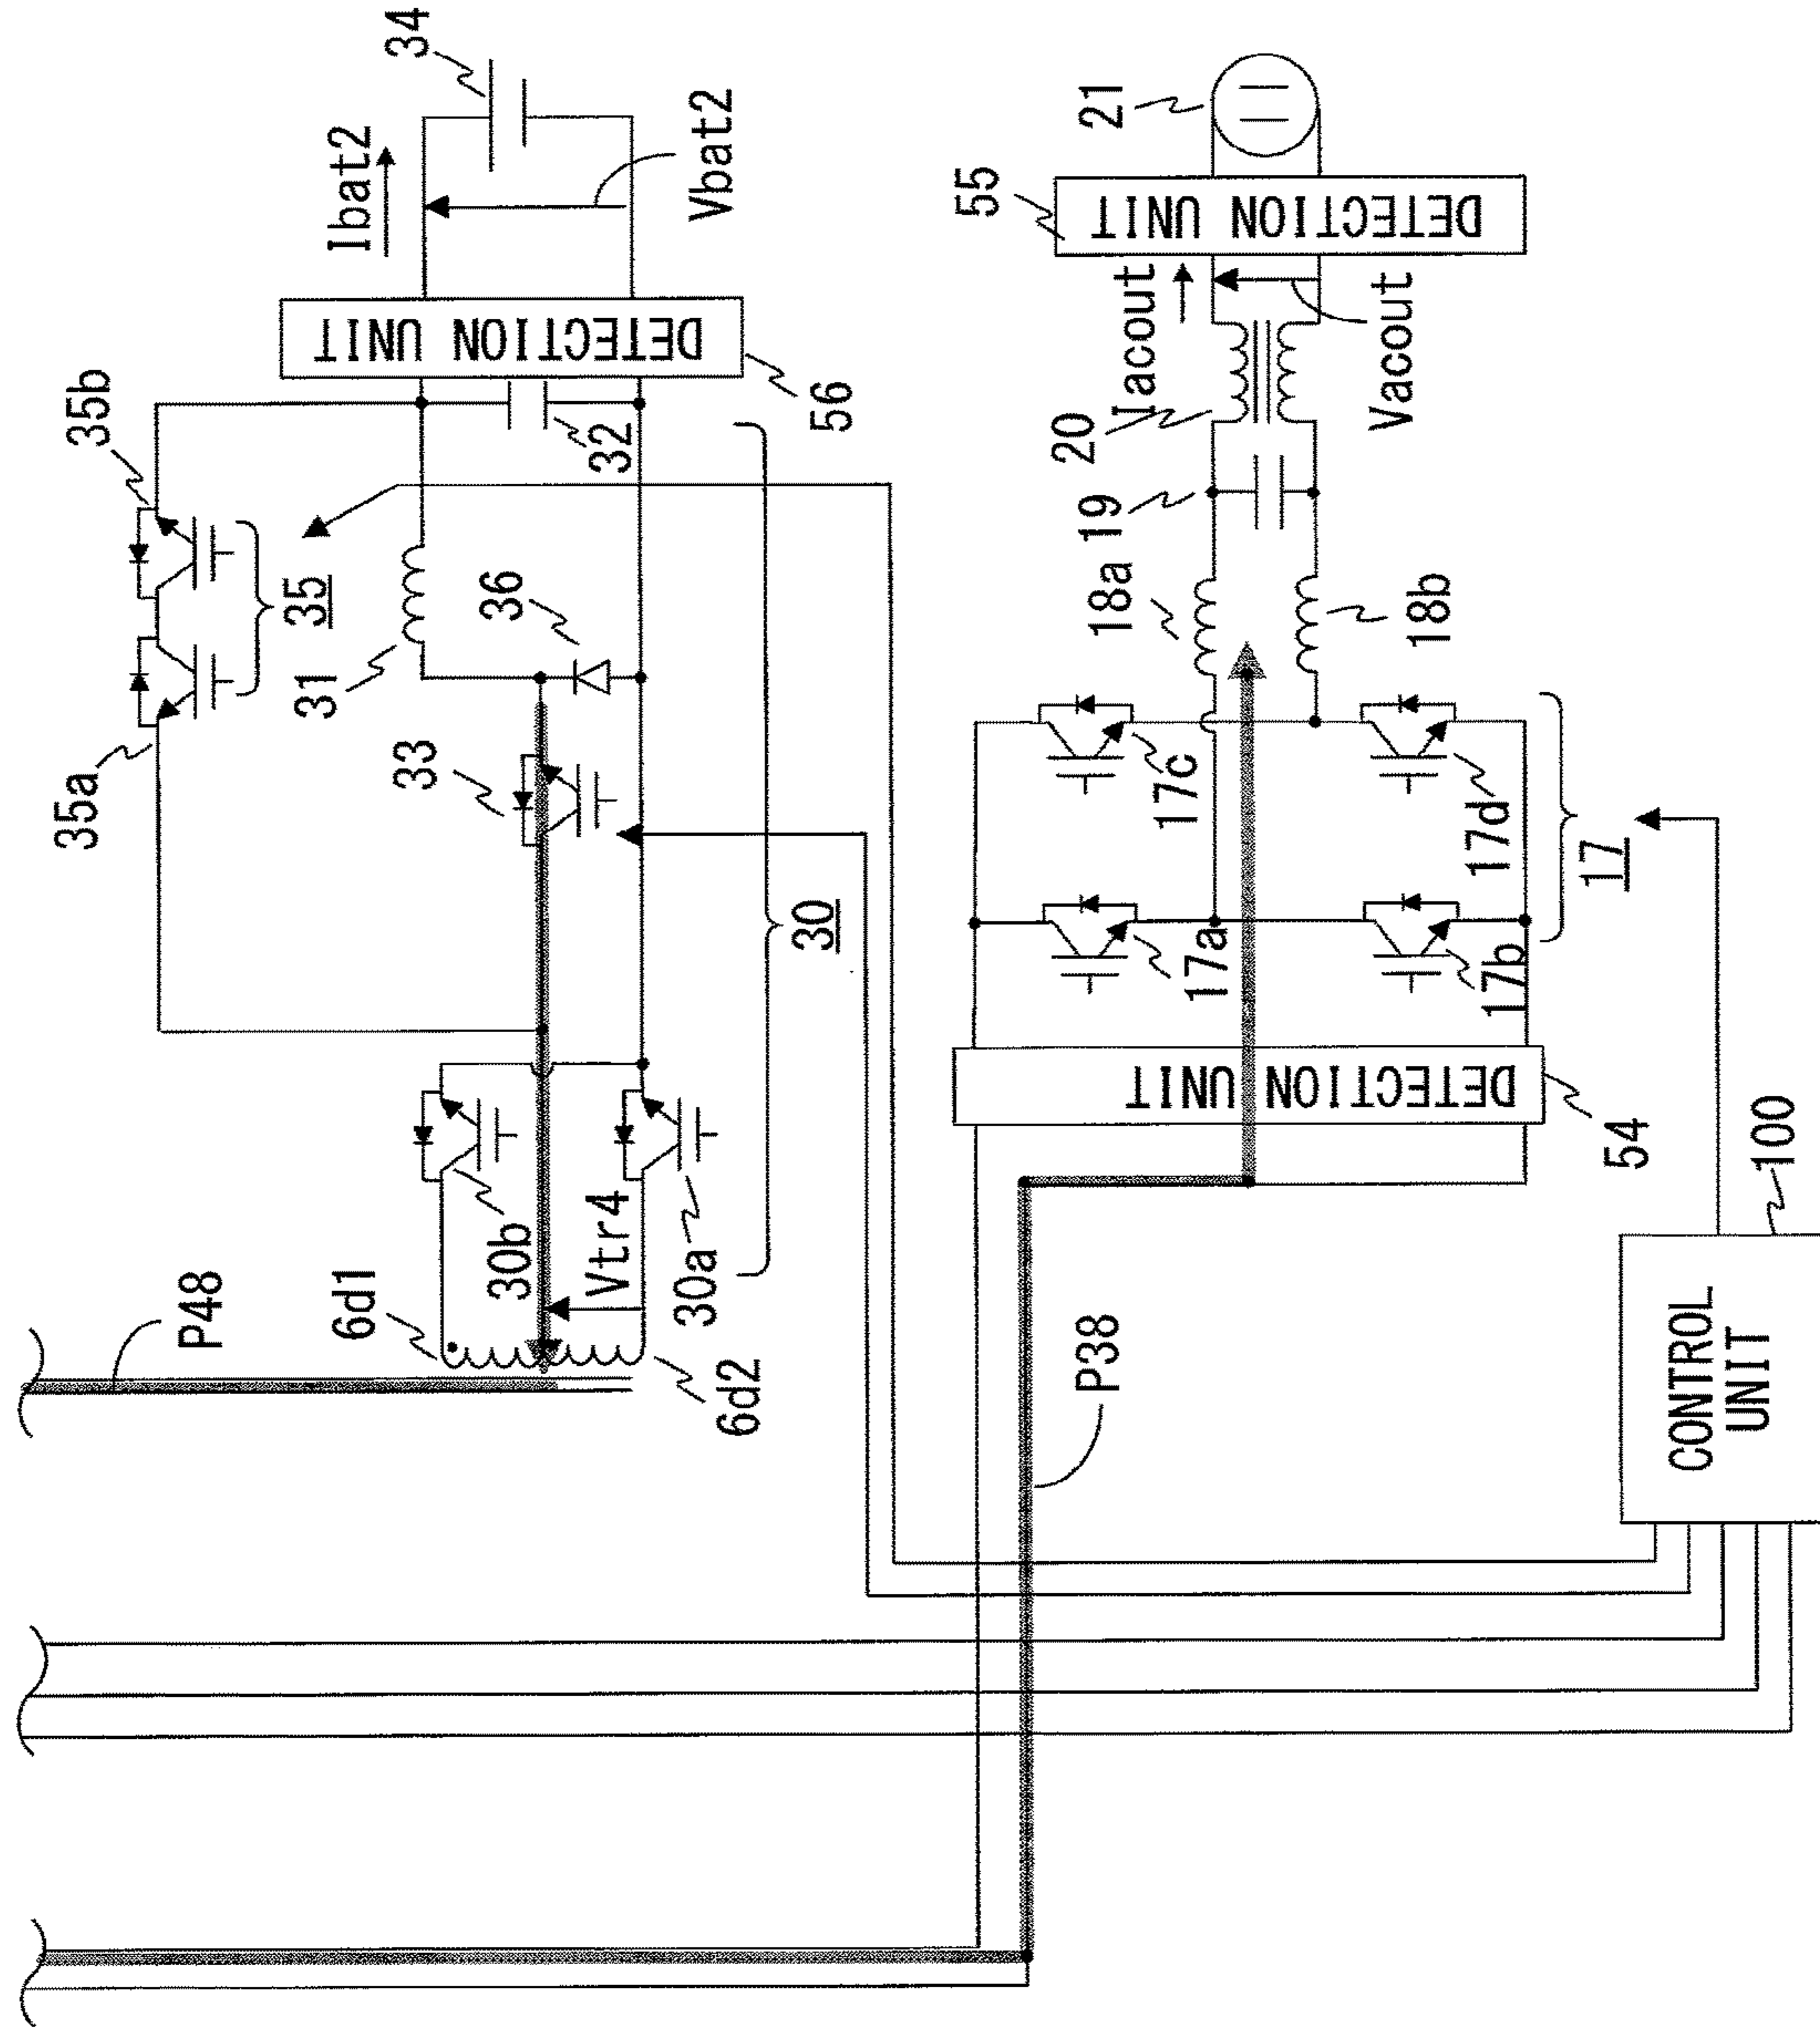 34
Ibat2
Vbat2
DETECTION UNIT
56
35b
35
35a
31
36
32
33
30
30b
Vtr4
30a
6d1
6d2
P48
21
55
DETECTION UNIT
Iacout
Vacout
20
19
18a
18b
17c
17d
17
17a
17b
DETECTION UNIT
54
P38
100
CONTROL
UNIT